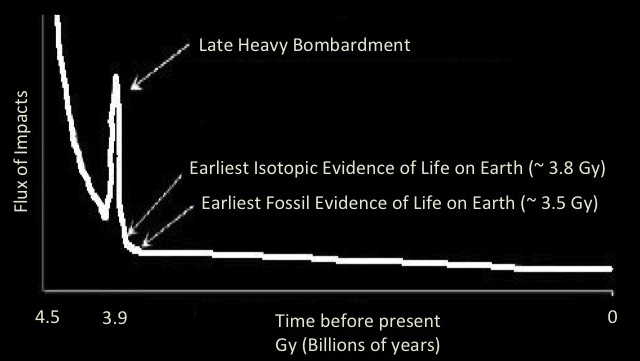 Late Heavy Bombardment
Flux of Impacts
Earliest Isotopic Evidence of Life on Earth (~ 3.8 Gy)
Earliest Fossil Evidence of Life on Earth (~ 3.5 Gy)
4.5
3.9
0
Time before present
Gy (Billions of years)